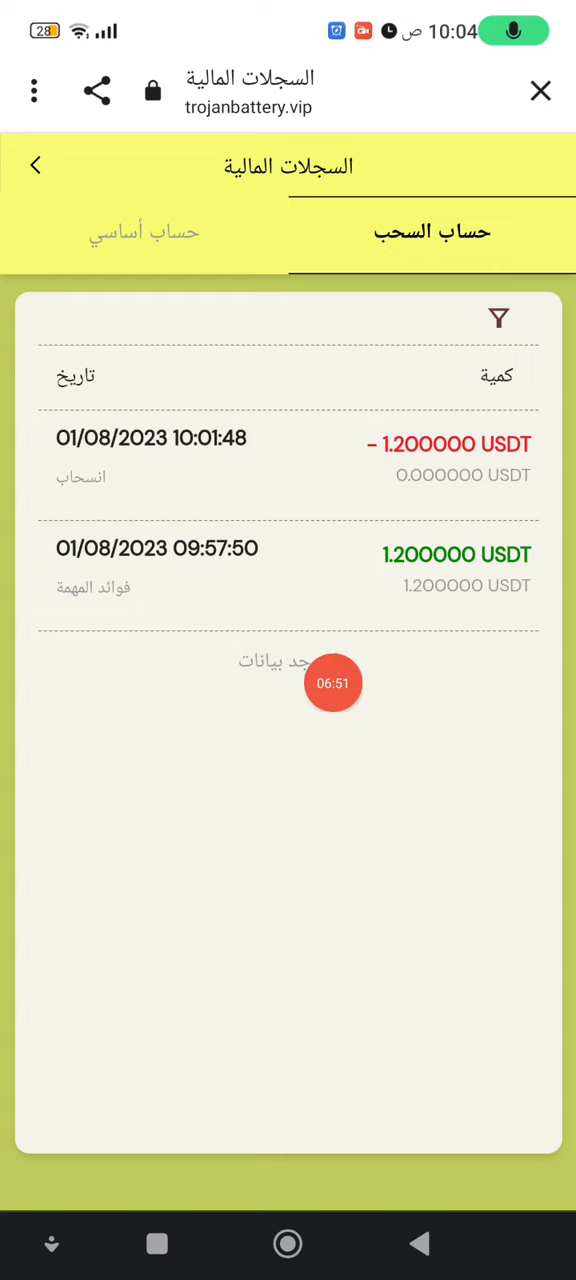 28
10:04 ص
السجلات المالية
trojanbattery.vip
السجلات المالية
حساب السحب
حساب أساسي
كمية
تاريخ
01/08/2023 10:01:48
- 1.200000 USDT
انسحاب
0.000000 USDT
01/08/2023 09:57:50
1.200000 USDT
فوائد المهمة
1.200000 USDT
بيانات
06:51